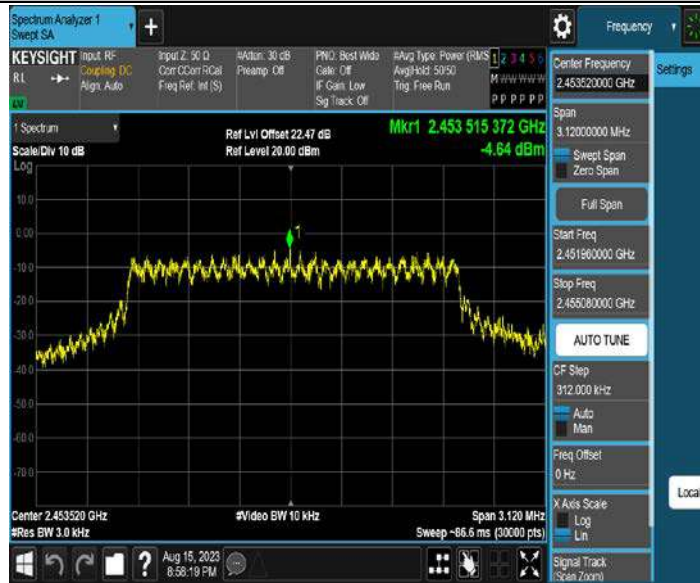 Spectrum Analyzer 1
Swept SA
+
Frequency
KEYSIGHT
RL
Input: RF
Coupling: DC
Align: Auto
Input Z: 50 Ω
Corr CCorr RCal
Freq Ref: Int (S)
#Atten: 30 dB
Preamp: Off
PNO: Best Wide
Gate: Off
IF Gain: Low
Sig Track: Off
#Avg Type: Power (RMS
Avg|Hold: 50/50
Trig: Free Run
1 2 3 4 5 6
M W W W W W
P P P P P P
1 Spectrum
Scale/Div 10 dB
Log
Ref Lvl Offset 22.47 dB
Ref Level 20.00 dBm
Mkr1 2.453 515 372 GHz
-4.64 dBm
10.0
0.00
-10.0
-20.0
-30.0
-40.0
-50.0
-60.0
-70.0
1
Center 2.453520 GHz
#Res BW 3.0 kHz
#Video BW 10 kHz
Span 3.120 MHz
Sweep ~86.6 ms (30000 pts)
Center Frequency
2.453520000 GHz
Settings
Span
3.12000000 MHz
Swept Span
Zero Span
Full Span
Start Freq
2.451960000 GHz
Stop Freq
2.455080000 GHz
AUTO TUNE
CF Step
312.000 kHz
Auto
Man
Freq Offset
0 Hz
X Axis Scale
Log
Lin
Local
Signal Track
(Span Zoom)
?
Aug 15, 2023
8:58:19 PM